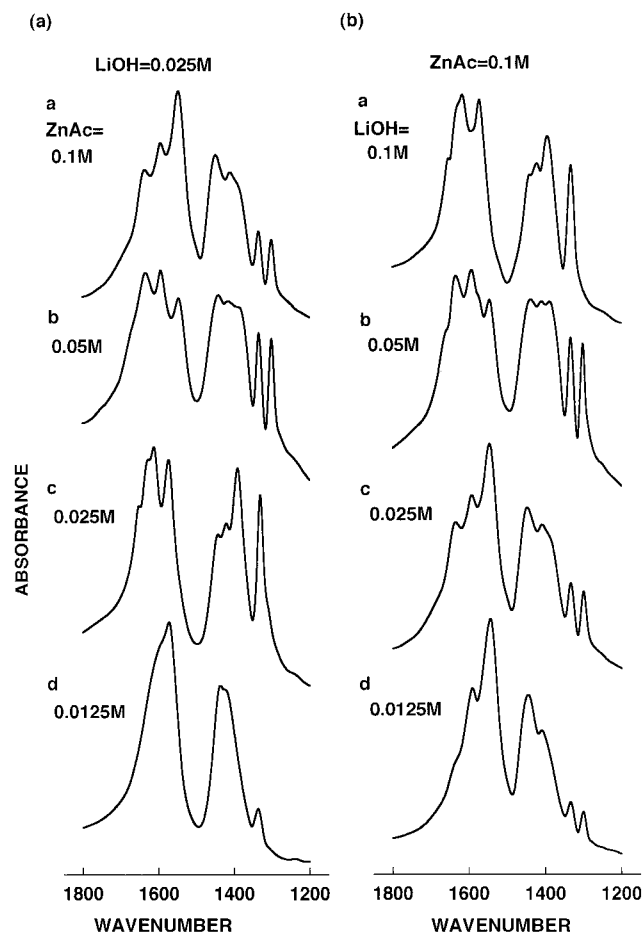 (a)
LiOH=0.025M
a
ZnAc=
0.1M
b
0.05M
c
0.025M
d
0.0125M
1800 1600 1400 1200
WAVENUMBER
ABSORBANCE
(b)
ZnAc=0.1M
a
LiOH=
0.1M
b
0.05M
c
0.025M
d
0.0125M
1800 1600 1400 1200
WAVENUMBER